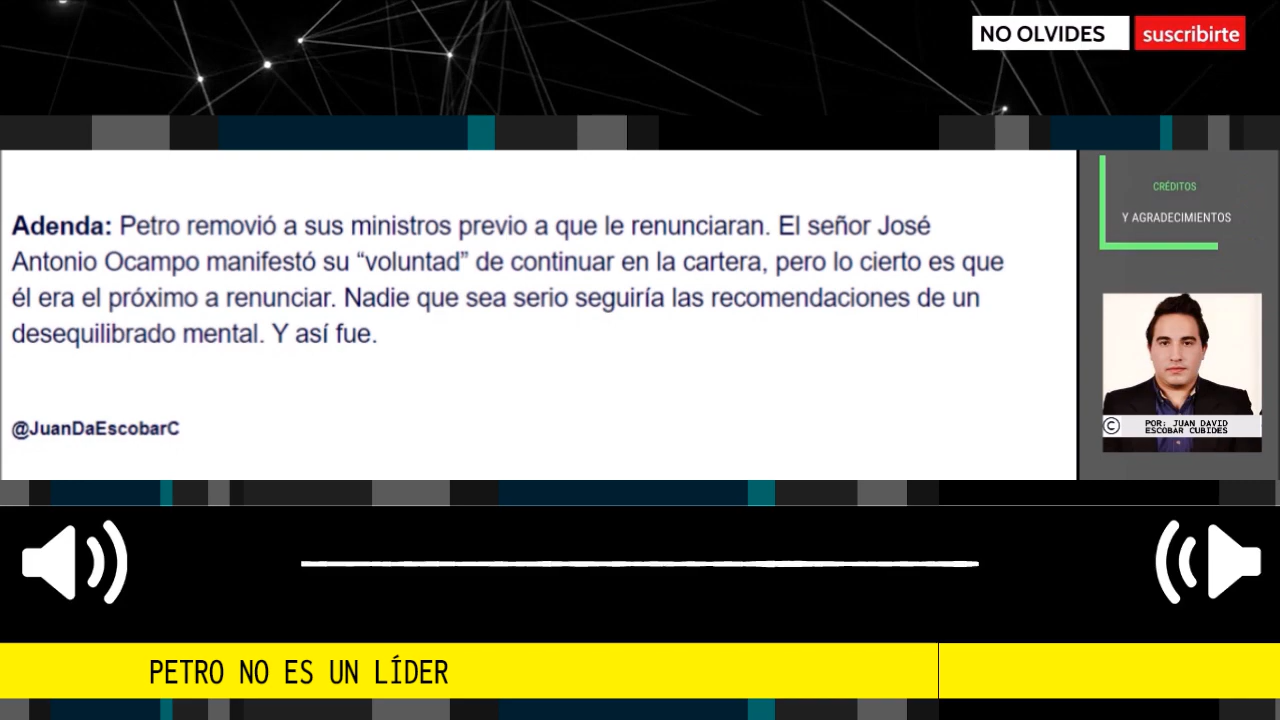 NO OLVIDES suscribirte
CRÉDITOS
Y AGRADECIMIENTOS
Adenda: Petro removió a sus ministros previo a que le renunciaran. El señor José
Antonio Ocampo manifestó su “voluntad” de continuar en la cartera, pero lo cierto es que
él era el próximo a renunciar. Nadie que sea serio seguiría las recomendaciones de un
desequilibrado mental. Y así fue.
@JuanDaEscobarC
© POR: JUAN DAVID
ESCOBAR CUBIDES
PETRO NO ES UN LÍDER